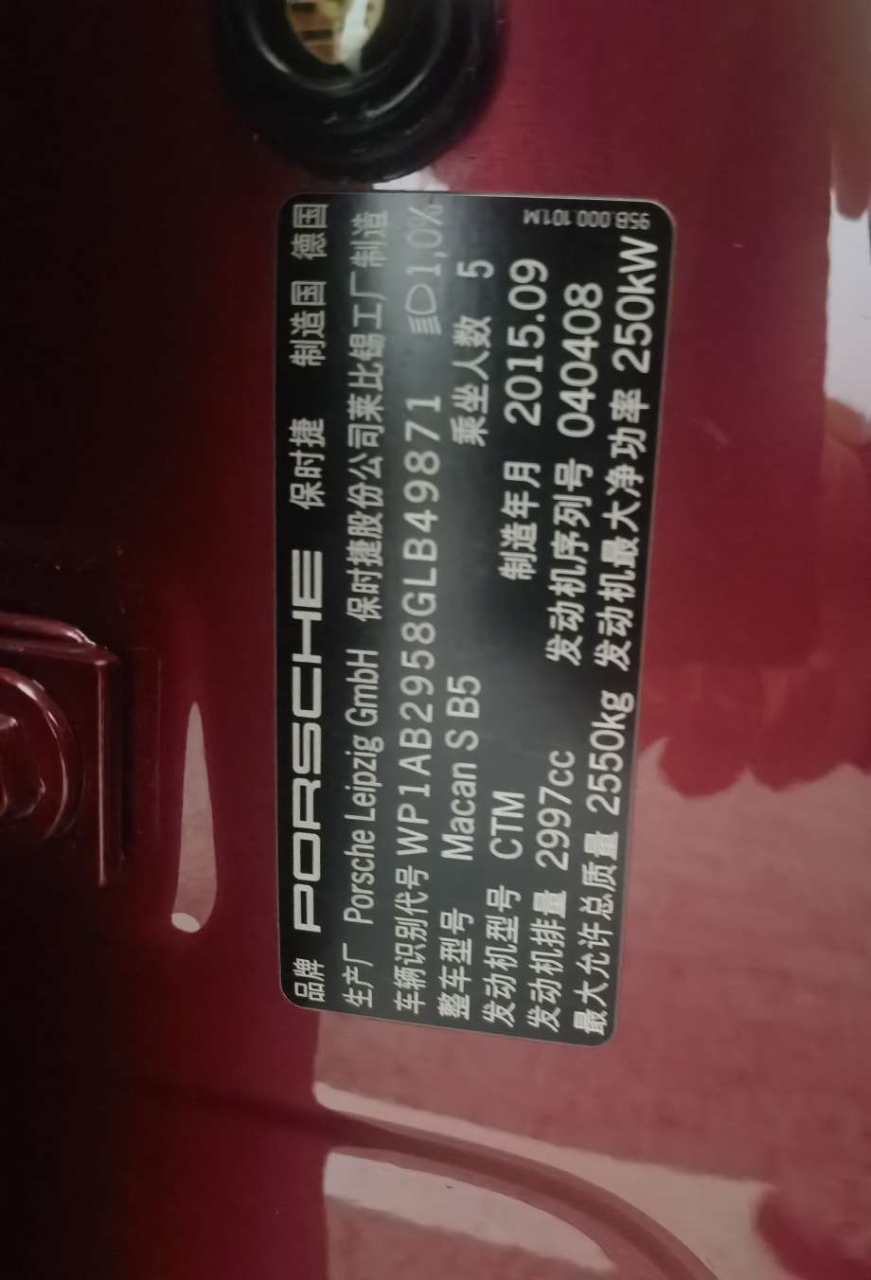 品牌 PORSCHE 保时捷 制造国 德国
生产厂 Porsche Leipzig GmbH 保时捷股份公司莱比锡工厂制造
车辆识别代号 WP1AB2958GLB49871 1,0%
整车型号 Macan S B5 乘坐人数 5
发动机型号 CTM 制造年月 2015.09
发动机排量 2997cc 发动机序列号 040408
最大允许总质量 2550kg 发动机最大净功率 250kW
95B.000.101.M